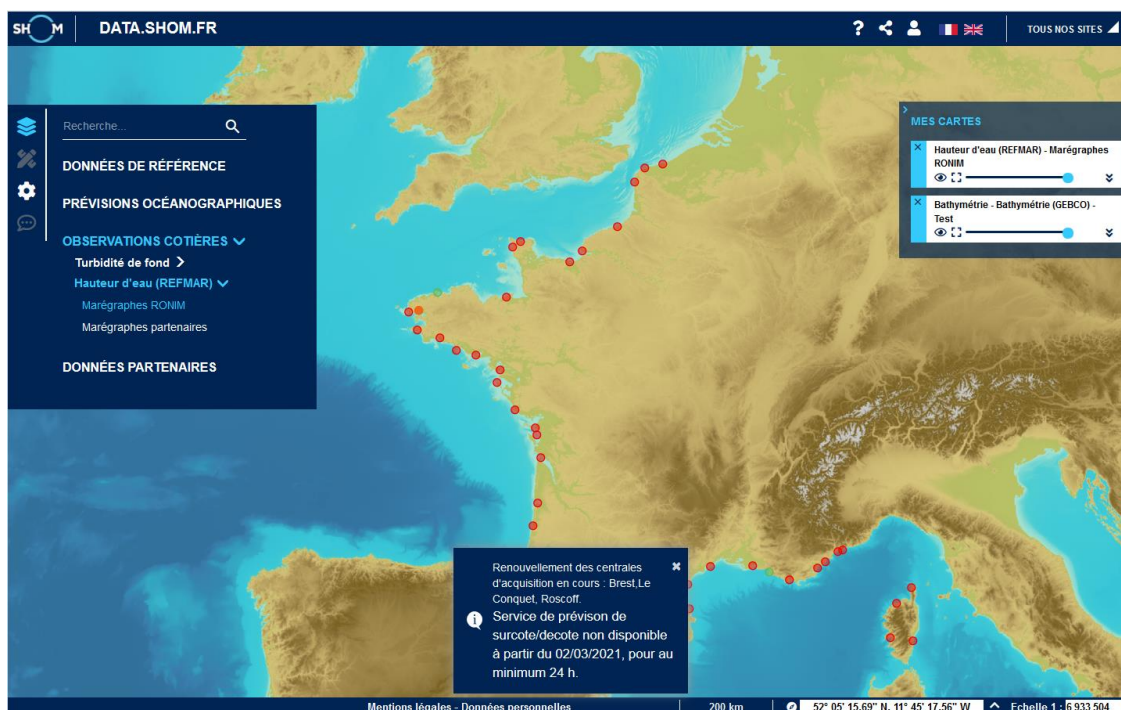 SHOM
DATA.SHOM.FR
?
TOUS NOS SITES
Recherche...
DONNÉES DE RÉFÉRENCE
PRÉVISIONS OCÉANOGRAPHIQUES
OBSERVATIONS COTIÈRES
Turbidité de fond
Hauteur d'eau (REFMAR)
Marégraphes RONIM
Marégraphes partenaires
DONNÉES PARTENAIRES
MES CARTES
Hauteur d'eau (REFMAR) - Marégraphes
RONIM
Bathymétrie - Bathymétrie (GEBCO) -
Test
Renouvellement des centrales
d'acquisition en cours : Brest,Le
Conquet, Roscoff.
Service de prévison de
surcote/decote non disponible
à partir du 02/03/2021, pour au
minimum 24 h.
Mentions légales - Données personnelles
200 km
52° 05' 15.69" N, 11° 45' 17.56" W
Echelle 1 : 6 933 504